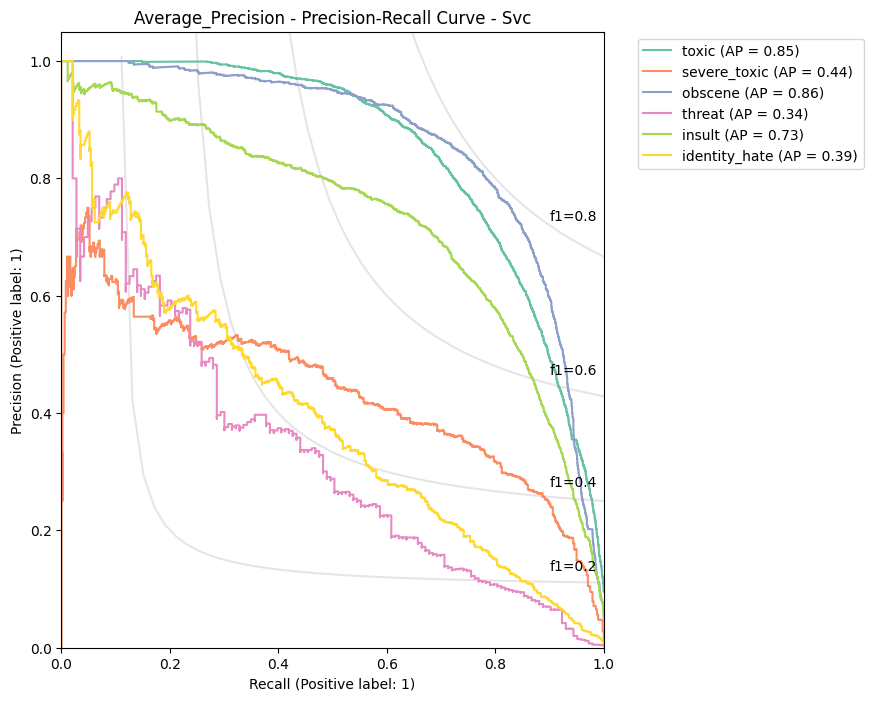 Average_Precision - Precision-Recall Curve - Svc
toxic (AP = 0.85)
severe_toxic (AP = 0.44)
obscene (AP = 0.86)
threat (AP = 0.34)
insult (AP = 0.73)
identity_hate (AP = 0.39)
Precision (Positive label: 1)
1.0
0.8
0.6
0.4
0.2
0.0
f1=0.8
f1=0.6
f1=0.4
f1=0.2
0.0 0.2 0.4 0.6 0.8 1.0
Recall (Positive label: 1)